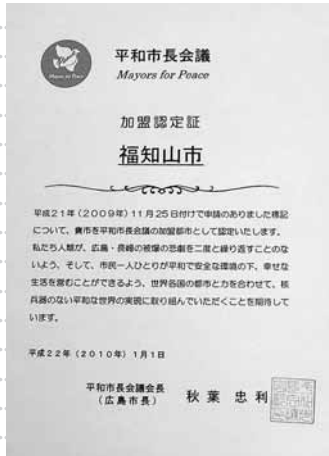 平和市長会議
Mayors for Peace
Mayors for Peace
加盟認定証
福知山市
平成21年(2009年)11月25日付けで申請のありました標記
について、貴市を平和市長会議の加盟都市として認定いたします。
私たち人類が、広島・長崎の被爆の悲劇を二度と繰り返すことのな
いよう、そして、市民一人ひとりが平和で安全な環境の下、幸せな
生活を営むことができるよう、世界各国の都市と力を合わせて、核
兵器のない平和な世界の実現に取り組んでいただくことを期待して
います。
平成22年(2010年)1月1日
平和市長会議会長
(広島市長)
秋葉 忠利